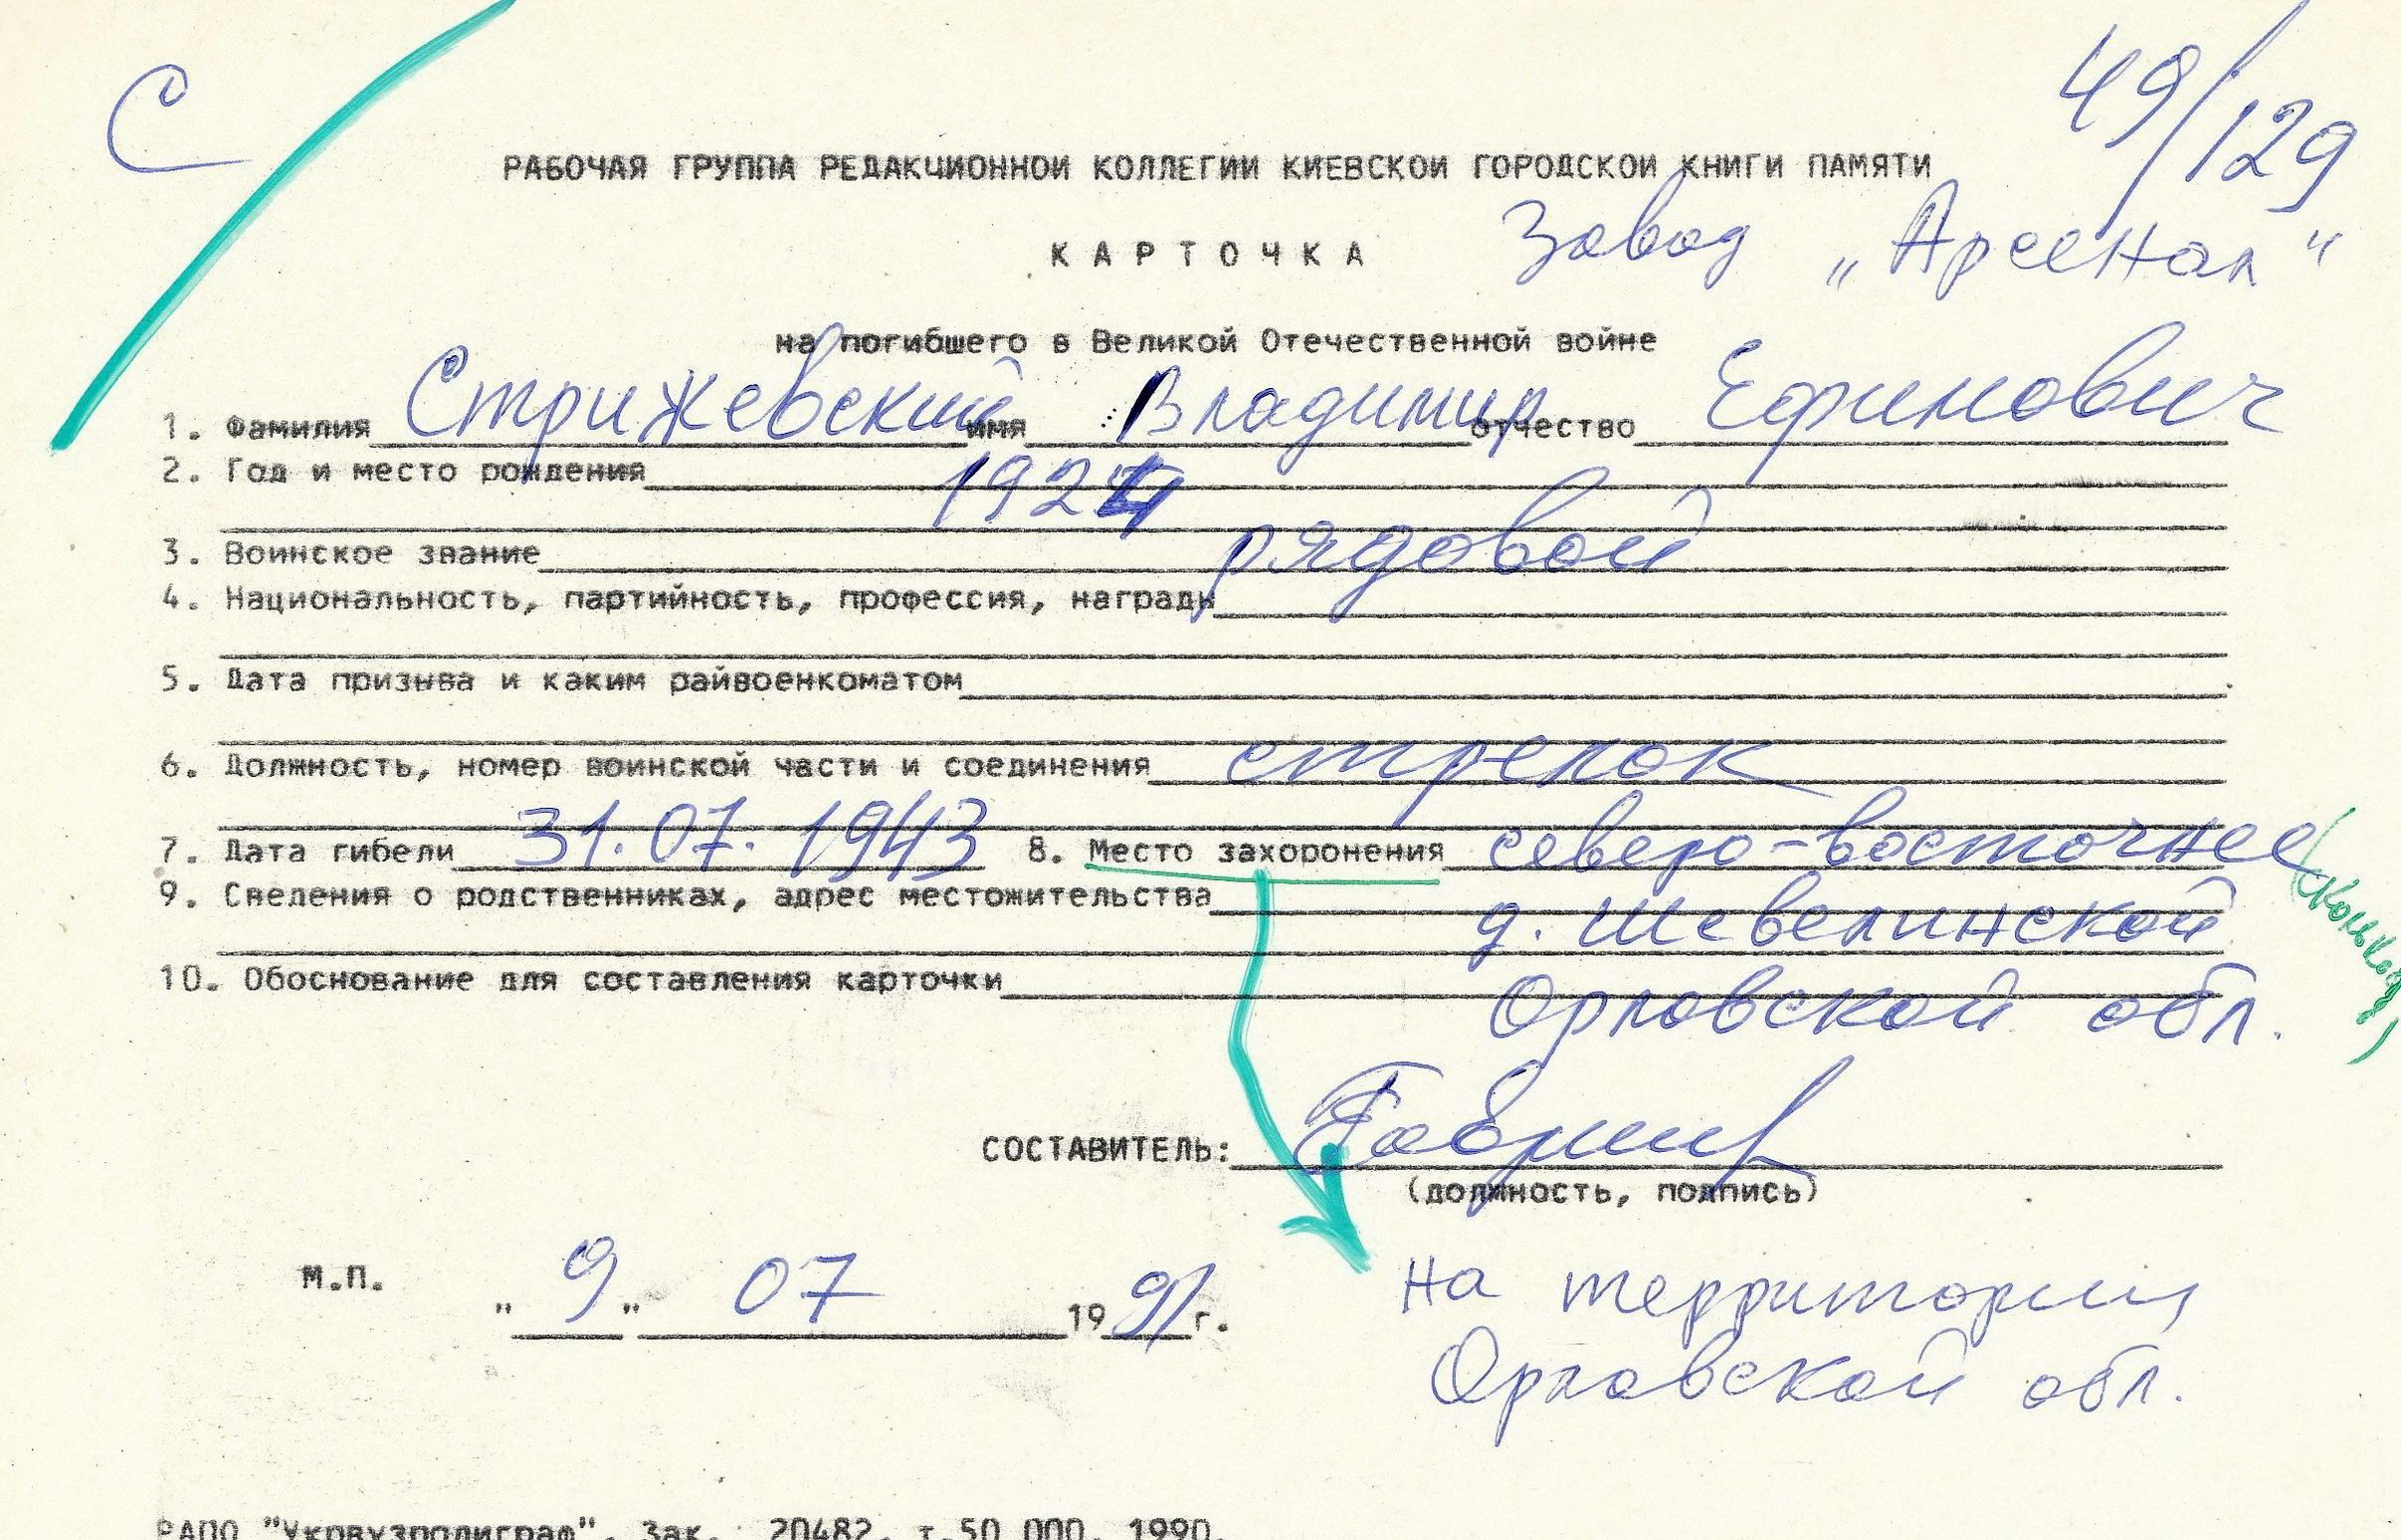 С
49/129
РАБОЧАЯ ГРУППА РЕДАКЦИОННОЙ КОЛЛЕГИИ КИЕВСКОЙ ГОРОДСКОЙ КНИГИ ПАМЯТИ
КАРТОЧКА Завод „Арсенал“
на погибшего в Великой Отечественной войне
1. Фамилия Стрижевский имя Владимир отчество Ефимович
2. Год и место рождения 1924
3. Воинское звание рядовой
4. Национальность, партийность, профессия, награды
5. Дата призыва и каким райвоенкоматом
6. Должность, номер воинской части и соединения стрелок
7. Дата гибели 31.07.1943 8. Место захоронения северо-восточнее
9. Сведения о родственниках, адрес местожительства д. Шевелинской
10. Обоснование для составления карточки Орловской обл.
СОСТАВИТЕЛЬ:
(должность, подпись)
М.П.
"9" 07 1991г.
на территории
Орловской обл.
РАПО "Укрвузполиграф". Зак. 20482. т.50 000. 1990.